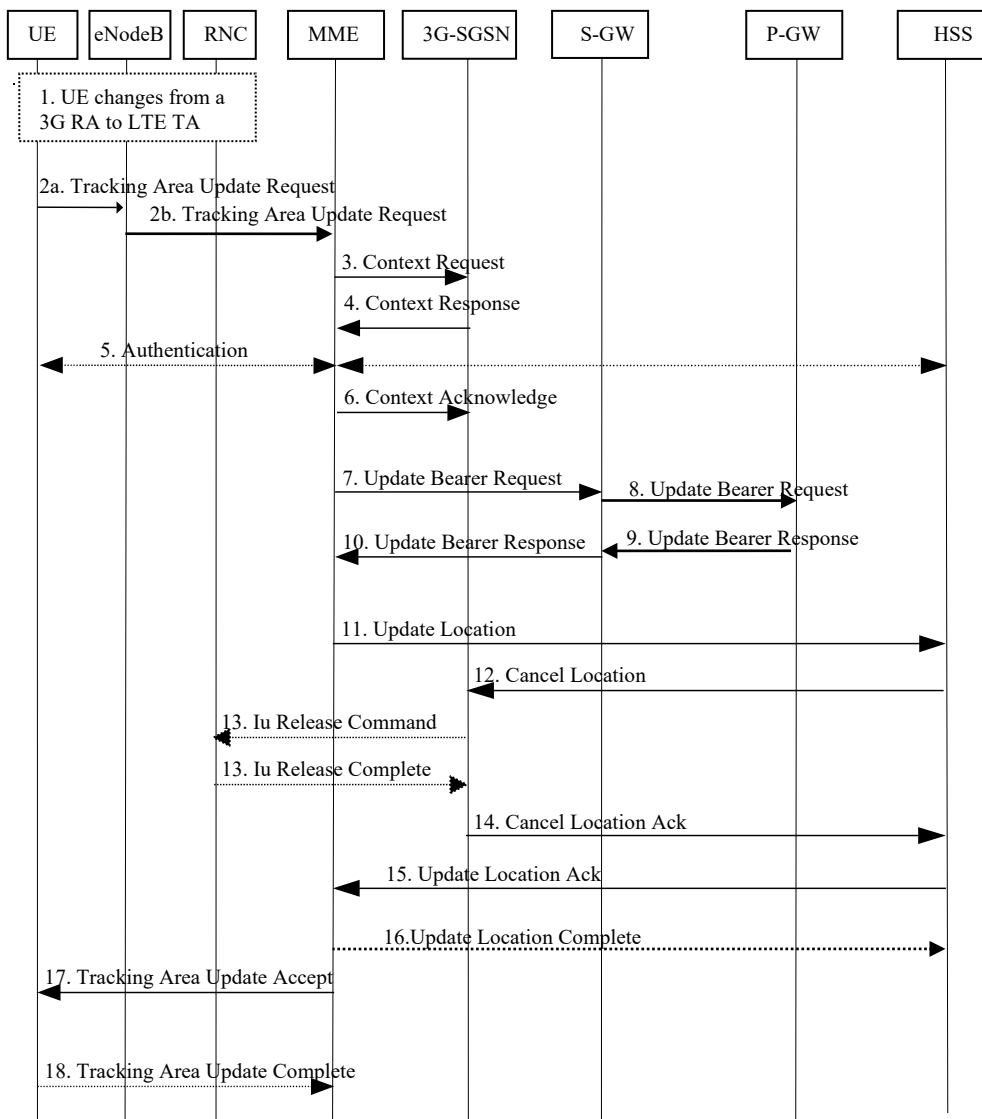 UE
eNodeB
RNC
MME
3G-SGSN
S-GW
P-GW
HSS
1. UE changes from a
3G RA to LTE TA
2a. Tracking Area Update Request
2b. Tracking Area Update Request
3. Context Request
4. Context Response
5. Authentication
6. Context Acknowledge
7. Update Bearer Request
8. Update Bearer Request
9. Update Bearer Response
10. Update Bearer Response
11. Update Location
12. Cancel Location
13. Iu Release Command
13. Iu Release Complete
14. Cancel Location Ack
15. Update Location Ack
16.Update Location Complete
17. Tracking Area Update Accept
18. Tracking Area Update Complete